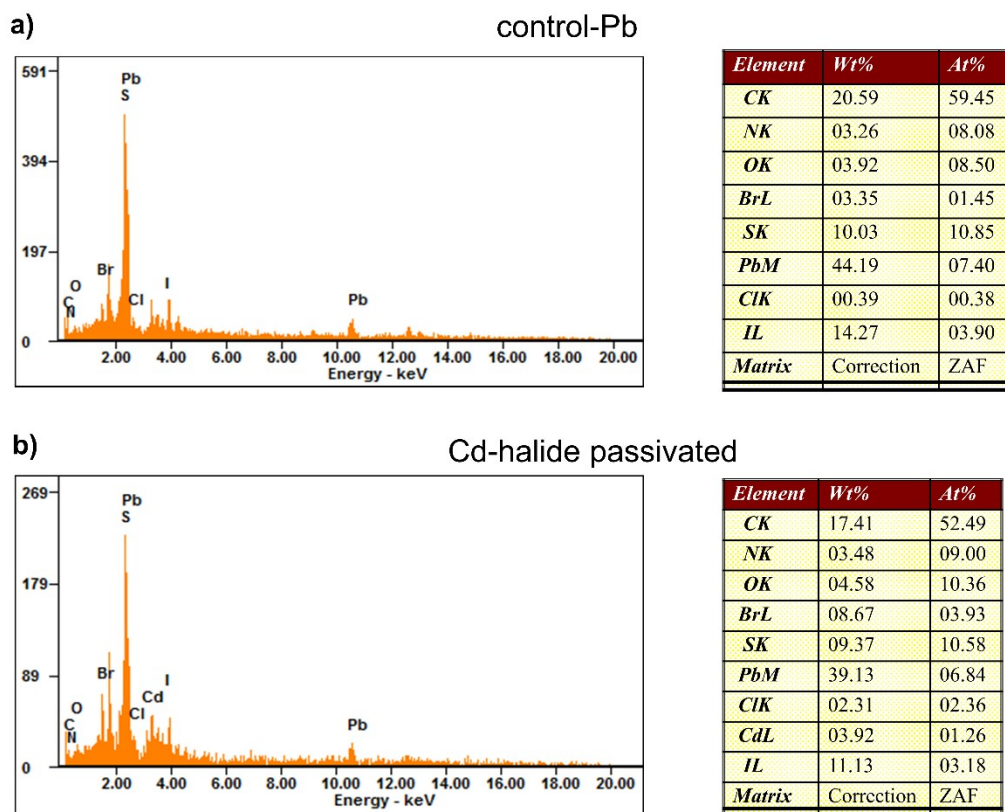 a)
control-Pb
591
394
197
0
Pb
S
Br
O
C
N
Cl
I
Pb
2.00 4.00 6.00 8.00 10.00 12.00 14.00 16.00 18.00 20.00
Energy - keV
Element Wt% At%
CK 20.59 59.45
NK 03.26 08.08
OK 03.92 08.50
BrL 03.35 01.45
SK 10.03 10.85
PbM 44.19 07.40
ClK 00.39 00.38
IL 14.27 03.90
Matrix Correction ZAF
b)
Cd-halide passivated
269
179
89
0
Pb
S
Br
O
C
N
Cl
Cd
I
Pb
2.00 4.00 6.00 8.00 10.00 12.00 14.00 16.00 18.00 20.00
Energy - keV
Element Wt% At%
CK 17.41 52.49
NK 03.48 09.00
OK 04.58 10.36
BrL 08.67 03.93
SK 09.37 10.58
PbM 39.13 06.84
ClK 02.31 02.36
CdL 03.92 01.26
IL 11.13 03.18
Matrix Correction ZAF